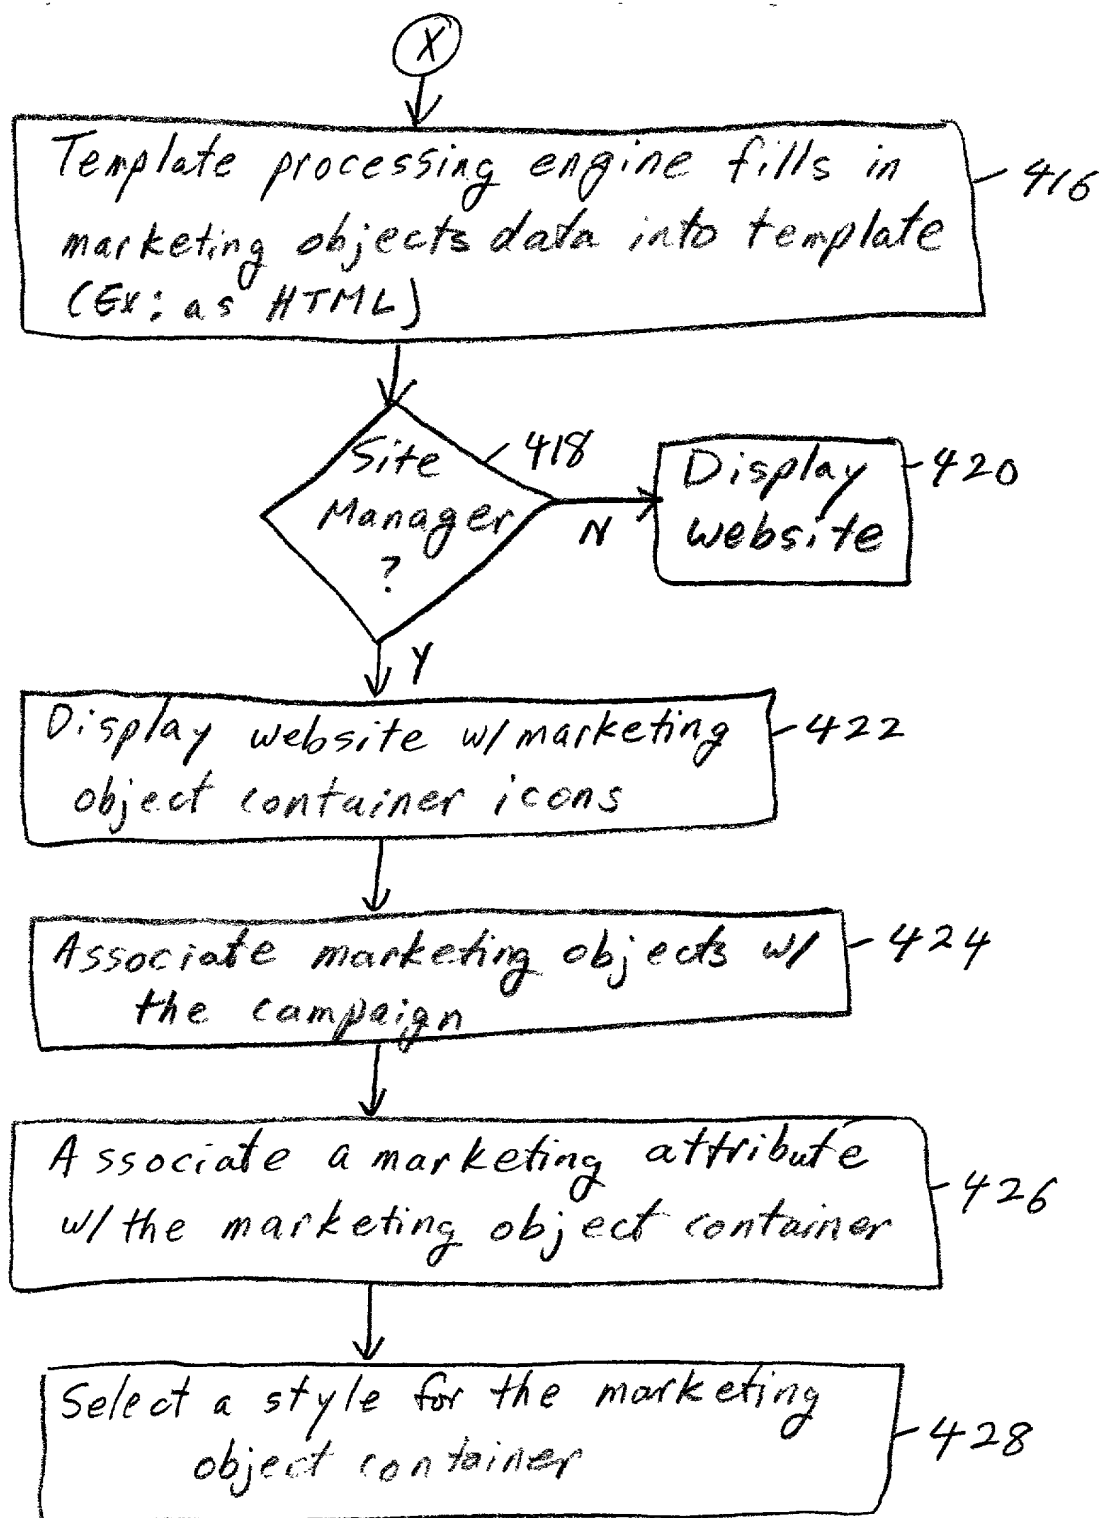 X
Template processing engine fills in
marketing objects data into template
(Ex: as HTML)
416
Site
Manager
?
418
N
Display
website
420
Y
Display website w/ marketing
object container icons
422
Associate marketing objects w/
the campaign
424
Associate a marketing attribute
w/ the marketing object container
426
Select a style for the marketing
object container
428